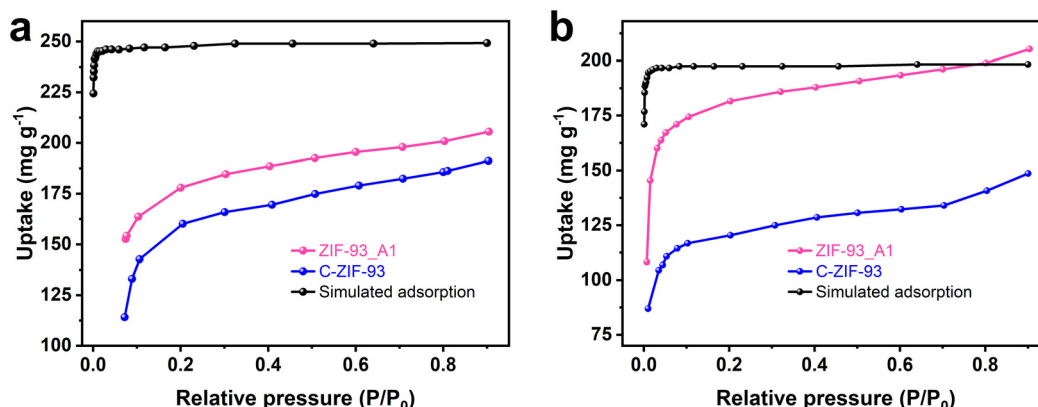 a
Uptake (mg g⁻¹)
250
225
200
175
150
125
100
0.0 0.2 0.4 0.6 0.8
Relative pressure (P/P₀)
ZIF-93_A1
C-ZIF-93
Simulated adsorption
b
Uptake (mg g⁻¹)
200
175
150
125
100
75
0.0 0.2 0.4 0.6 0.8
Relative pressure (P/P₀)
ZIF-93_A1
C-ZIF-93
Simulated adsorption